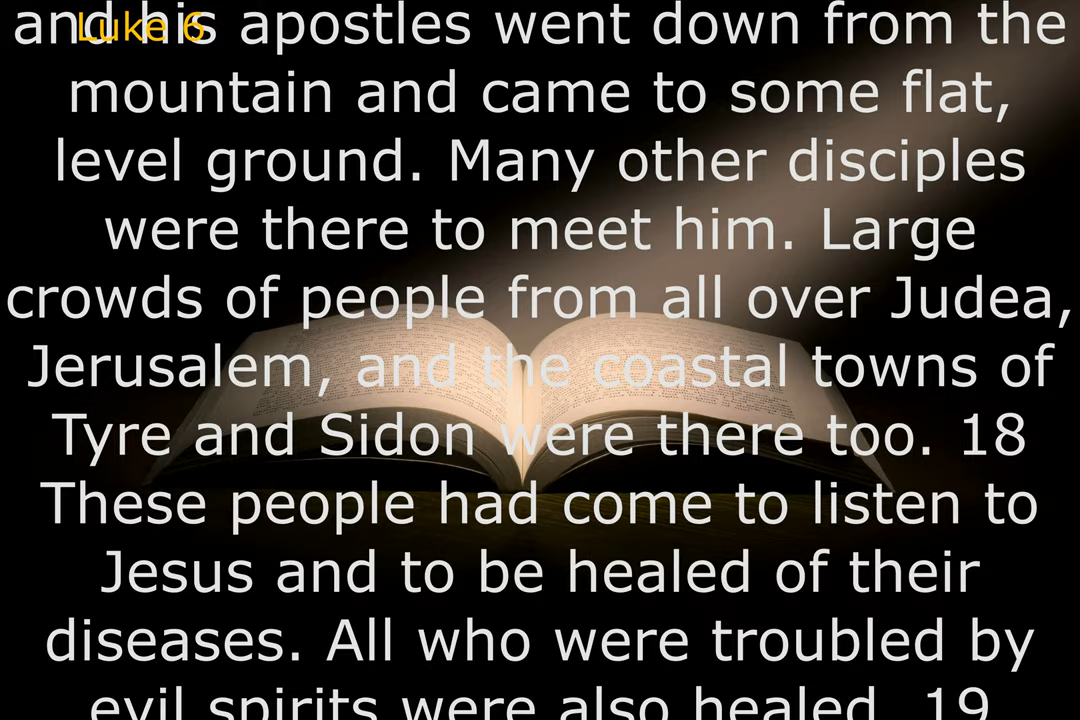 Luke 6
and his apostles went down from the
mountain and came to some flat,
level ground. Many other disciples
were there to meet him. Large
crowds of people from all over Judea,
Jerusalem, and the coastal towns of
Tyre and Sidon were there too. 18
These people had come to listen to
Jesus and to be healed of their
diseases. All who were troubled by
evil spirits were also healed. 19